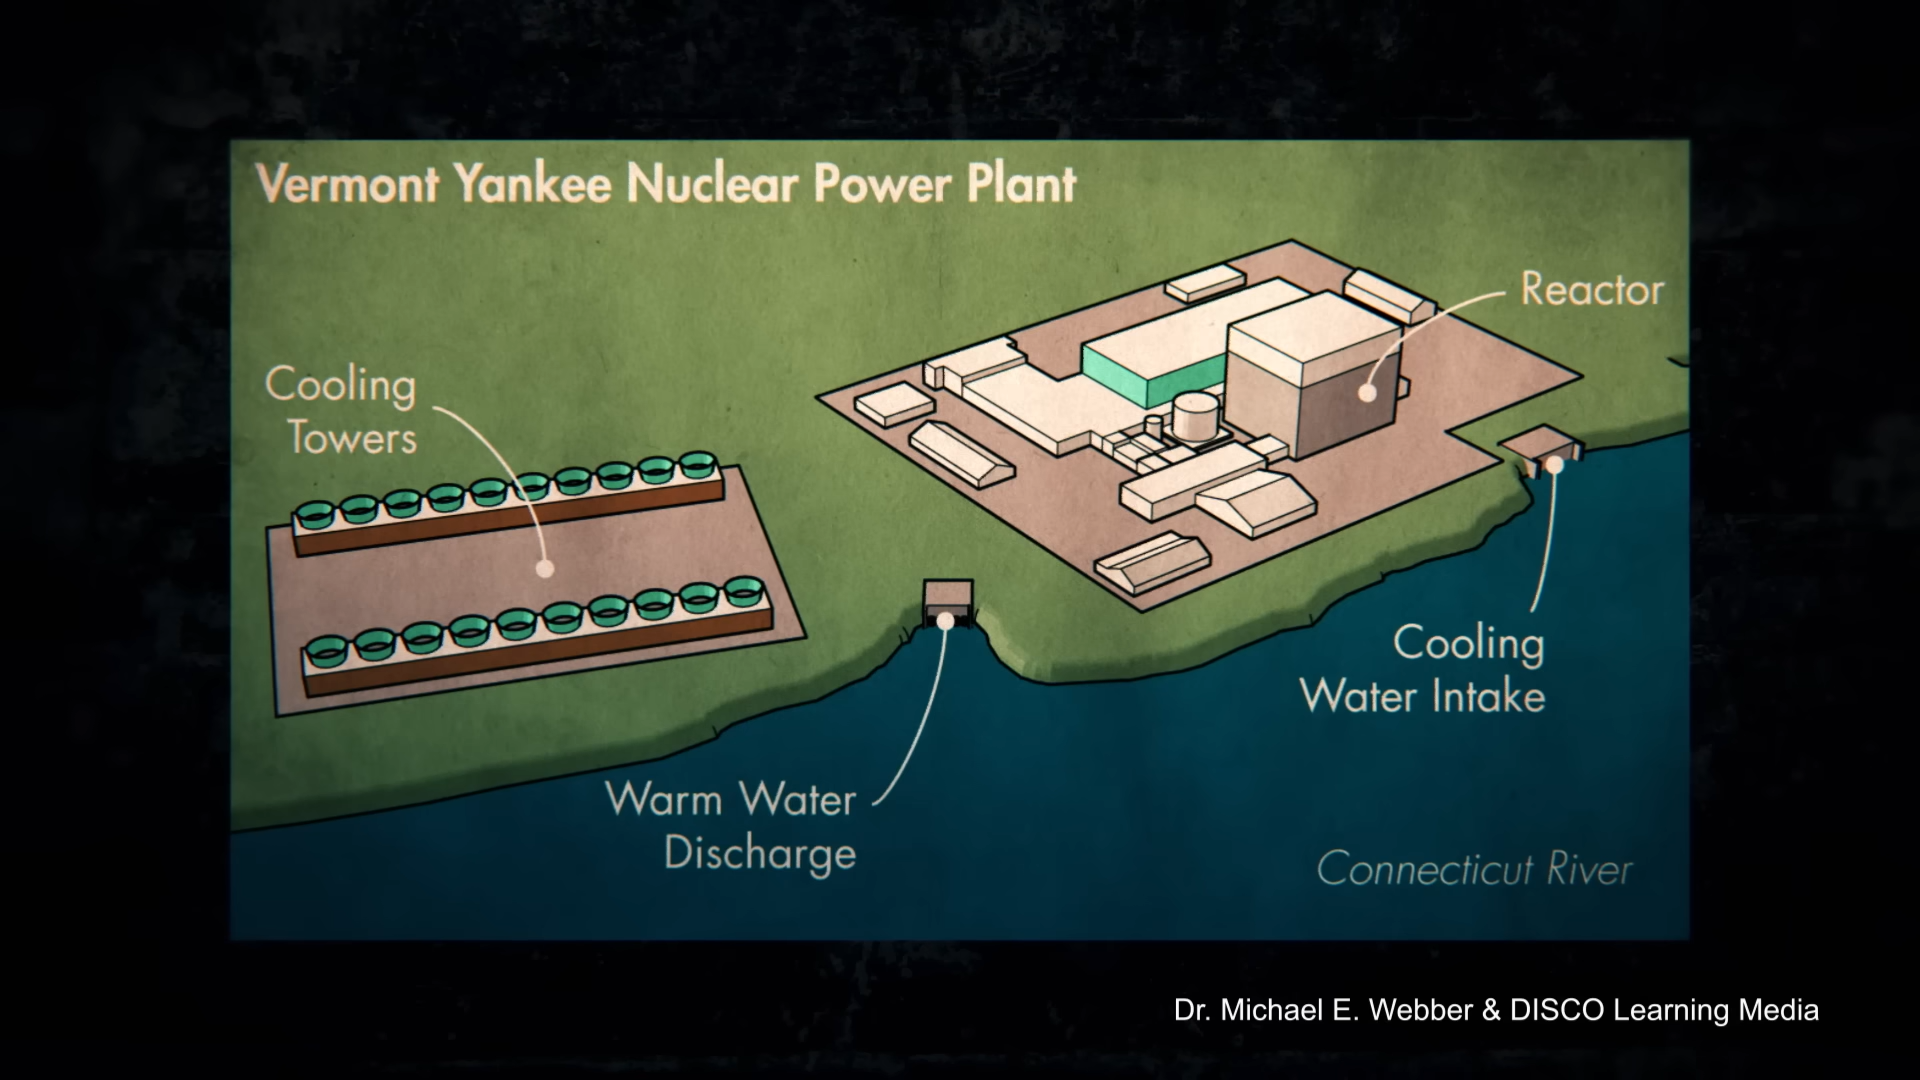 Vermont Yankee Nuclear Power Plant
Reactor
Cooling
Towers
Cooling
Water Intake
Warm Water
Discharge
Connecticut River
Dr. Michael E. Webber & DISCO Learning Media